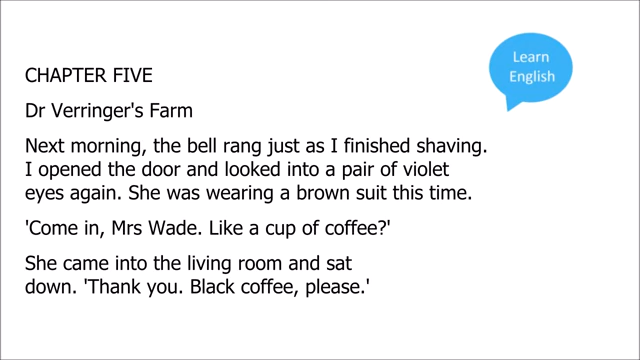 Learn
English
CHAPTER FIVE
Dr Verringer's Farm
Next morning, the bell rang just as I finished shaving.
I opened the door and looked into a pair of violet
eyes again. She was wearing a brown suit this time.
'Come in, Mrs Wade. Like a cup of coffee?'
She came into the living room and sat
down. 'Thank you. Black coffee, please.'